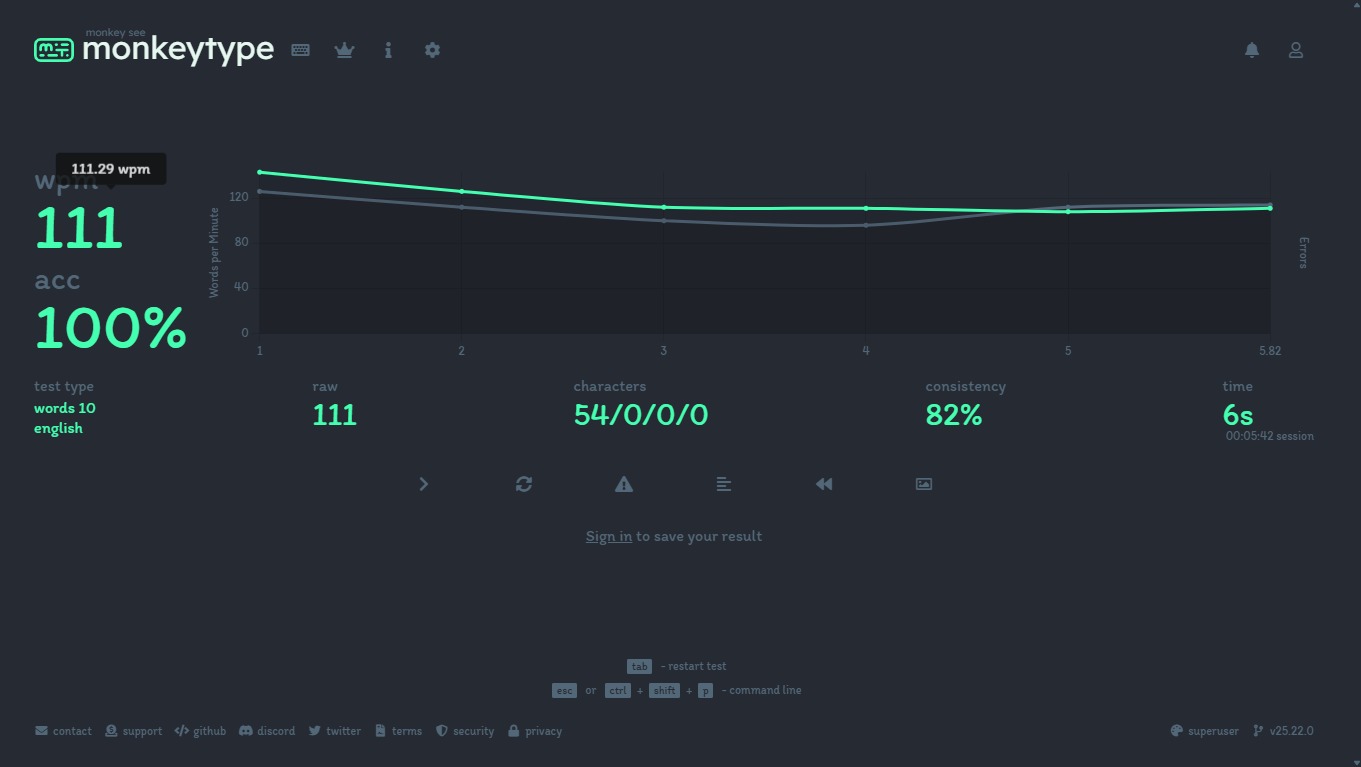 monkey see
monkeytype
111.29 wpm
wpm
111
acc
100%
Words per Minute
120
80
40
0
1 2 3 4 5 5.82
Errors
test type
words 10
english
raw
111
characters
54/0/0/0
consistency
82%
time
6s
00:05:42 session
Sign in to save your result
tab - restart test
esc or ctrl + shift + p - command line
contact support github discord twitter terms security privacy superuser v25.22.0